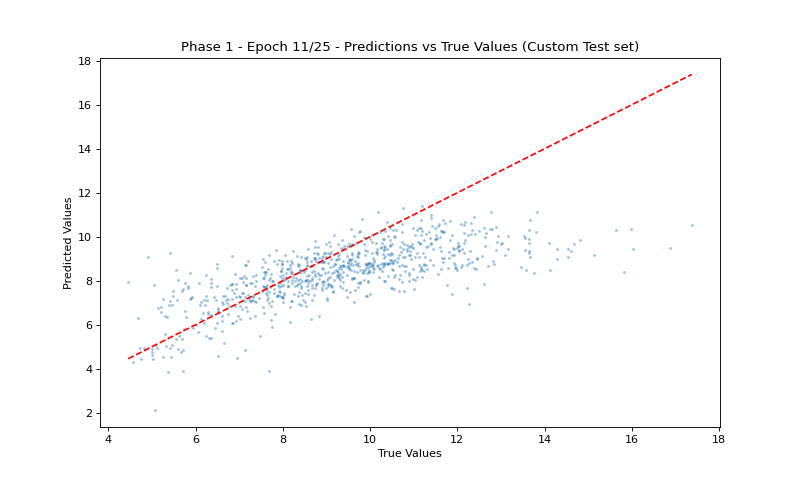 Phase 1 - Epoch 11/25 - Predictions vs True Values (Custom Test set)
18
16
14
12
10
8
6
4
2
Predicted Values
4 6 8 10 12 14 16 18
True Values